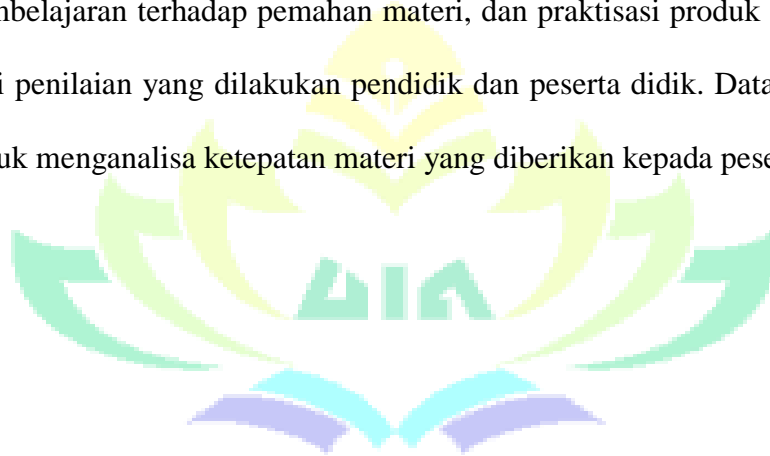 mbelajaran terhadap pemahan materi, dan praktisasi produk
i penilaian yang dilakukan pendidik dan peserta didik. Data
uk menganalisa ketepatan materi yang diberikan kepada pese
UIN